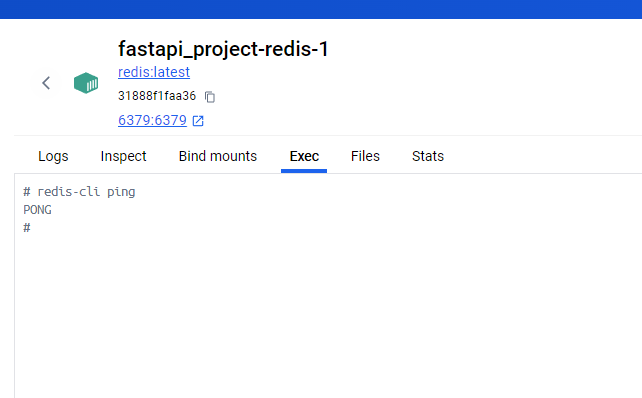 fastapi_project-redis-1
redis:latest
31888f1faa36
6379:6379
Logs Inspect Bind mounts Exec Files Stats
# redis-cli ping
PONG
#